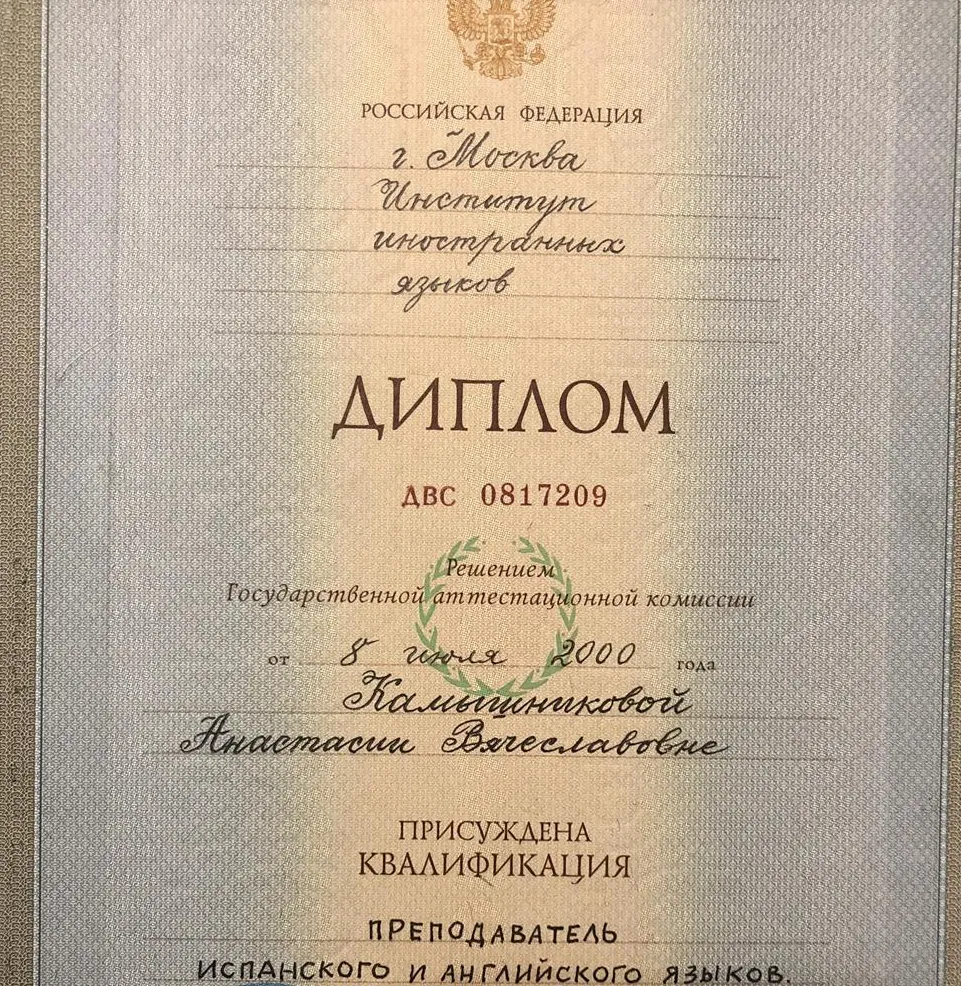 РОССИЙСКАЯ ФЕДЕРАЦИЯ
г. Москва
Институт
иностранных
языков
ДИПЛОМ
ДВС 0817209
Решением
Государственной аттестационной комиссии
от 8 июля 2000 года
Камышниковой
Анастасии Вячеславовне
ПРИСУЖДЕНА
КВАЛИФИКАЦИЯ
ПРЕПОДАВАТЕЛЬ
ИСПАНСКОГО И АНГЛИЙСКОГО ЯЗЫКОВ.